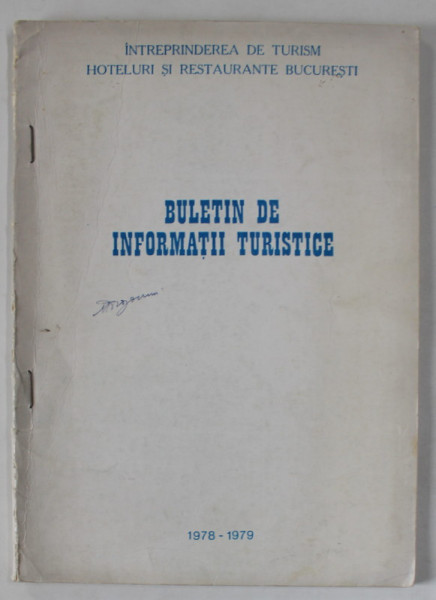 ÎNTREPRINDEREA DE TURISM
HOTELURI ȘI RESTAURANTE BUCUREȘTI
BULETIN DE
INFORMAȚII TURISTICE
1978 - 1979